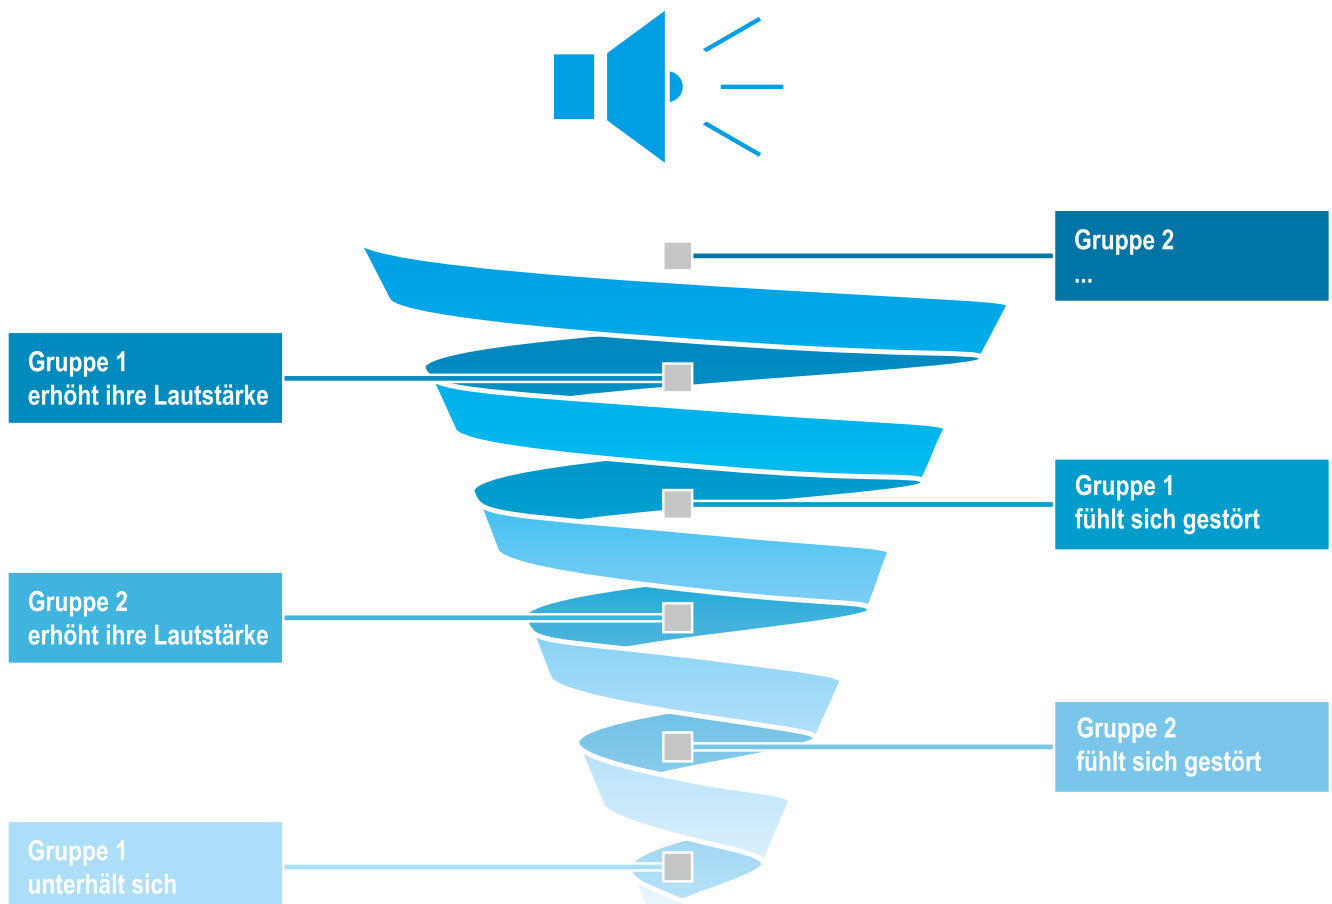 Gruppe 2
...
Gruppe 1
erhöht ihre Lautstärke
Gruppe 1
fühlt sich gestört
Gruppe 2
erhöht ihre Lautstärke
Gruppe 2
fühlt sich gestört
Gruppe 1
unterhält sich